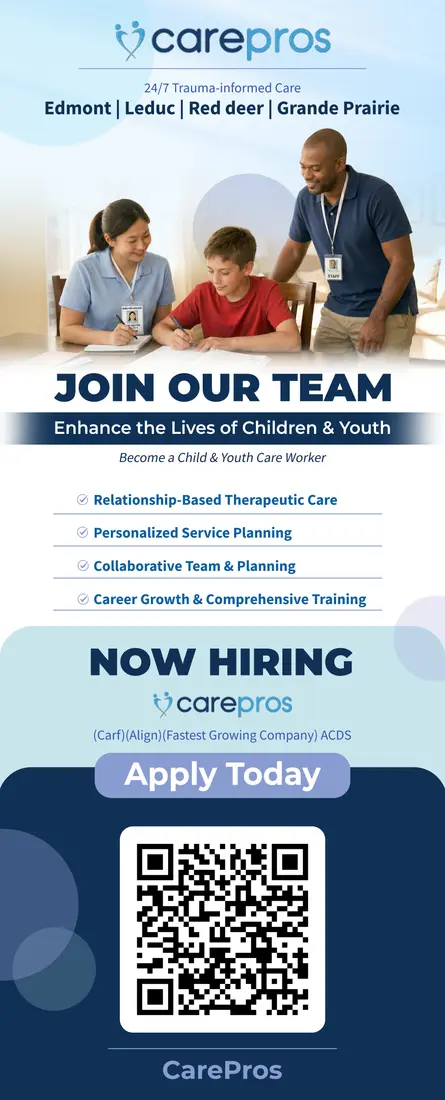 carepros
24/7 Trauma-informed Care
Edmont | Leduc | Red deer | Grande Prairie
STAFF
JOIN OUR TEAM
Enhance the Lives of Children & Youth
Become a Child & Youth Care Worker
Relationship-Based Therapeutic Care
Personalized Service Planning
Collaborative Team & Planning
Career Growth & Comprehensive Training
NOW HIRING
carepros
(Carf)(Align)(Fastest Growing Company) ACDS
Apply Today
CarePros